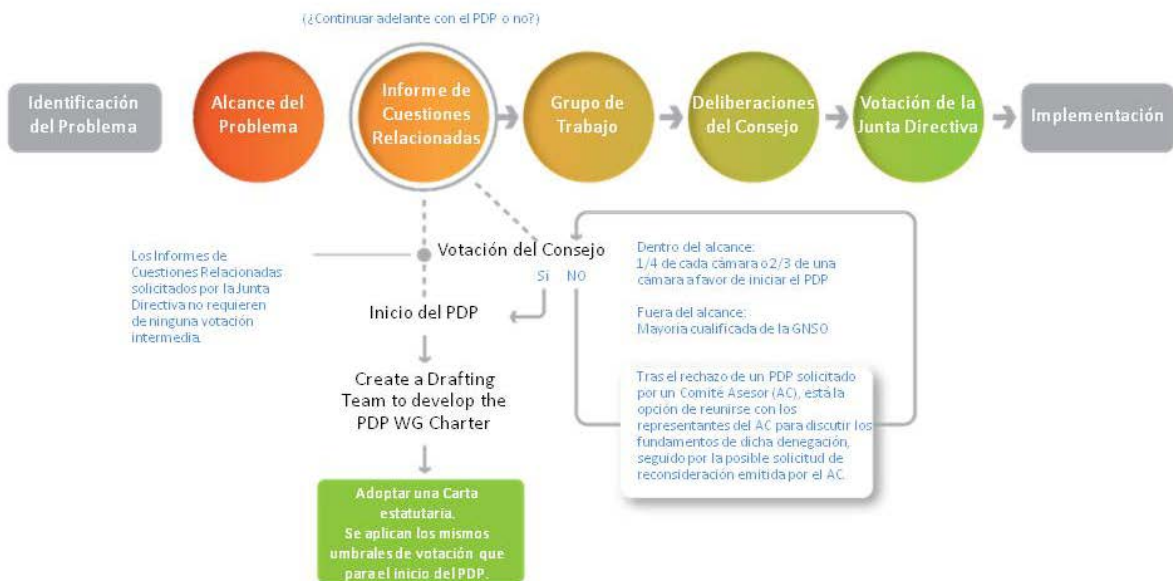 (¿Continuar adelante con el PDP o no?)
Identificación
del Problema
Alcance del
Problema
Informe de
Cuestiones
Relacionadas
Grupo de
Trabajo
Deliberaciones
del Consejo
Votación de la
Junta Directiva
Implementación
Los Informes de
Cuestiones Relacionadas
solicitados por la Junta
Directiva no requieren
de ninguna votación
intermedia.
Votación del Consejo
Sí NO
Dentro del alcance:
1/4 de cada cámara o 2/3 de una
cámara a favor de iniciar el PDP
Fuera del alcance:
Mayoría cualificada de la GNSO
Inicio del PDP
Create a Drafting
Team to develop the
PDP WG Charter
Tras el rechazo de un PDP solicitado
por un Comité Asesor (AC), está la
opción de reunirse con los
representantes del AC para discutir los
fundamentos de dicha denegación,
seguido por la posible solicitud de
reconsideración emitida por el AC.
Adoptar una Carta
estatutaria.
Se aplican los mismos
umbrales de votación que
para el inicio del PDP.